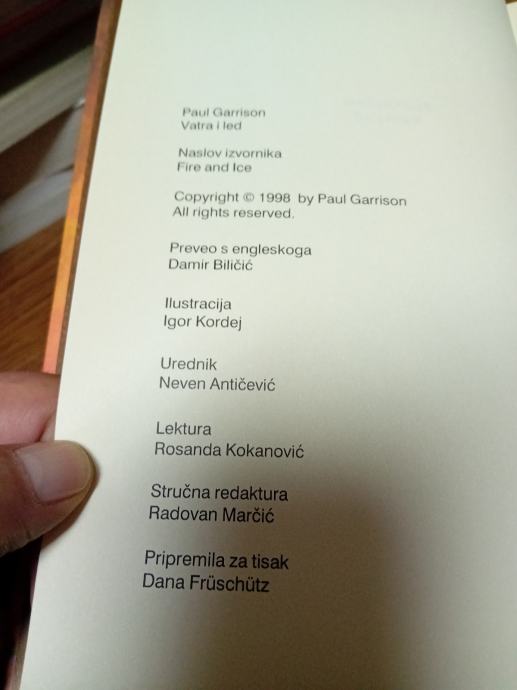 Paul Garrison
Vatra i led
Naslov izvornika
Fire and Ice
Copyright © 1998 by Paul Garrison
All rights reserved.
Preveo s engleskoga
Damir Biličić
Ilustracija
Igor Kordej
Urednik
Neven Antičević
Lektura
Rosanda Kokanović
Stručna redaktura
Radovan Marčić
Pripremila za tisak
Dana Früschütz